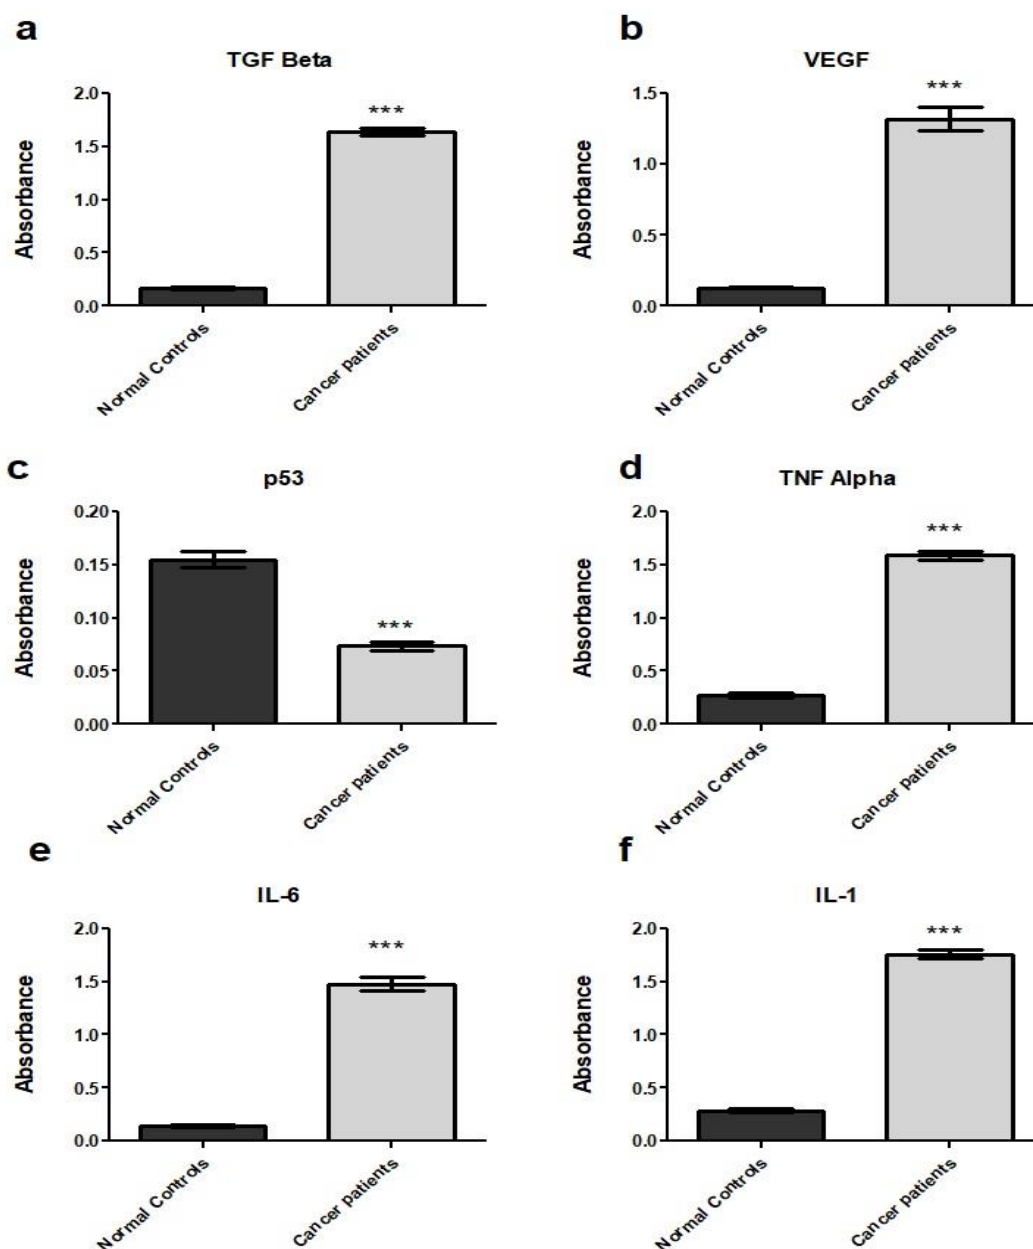 a
TGF Beta
Absorbance
2.0
1.5
1.0
0.5
0.0
***
Normal Controls
Cancer patients
b
VEGF
Absorbance
1.5
1.0
0.5
0.0
***
Normal Controls
Cancer patients
c
p53
Absorbance
0.20
0.15
0.10
0.05
0.00
***
Normal Controls
Cancer patients
d
TNF Alpha
Absorbance
2.0
1.5
1.0
0.5
0.0
***
Normal Controls
Cancer patients
e
IL-6
Absorbance
2.0
1.5
1.0
0.5
0.0
***
Normal Controls
Cancer patients
f
IL-1
Absorbance
2.0
1.5
1.0
0.5
0.0
***
Normal Controls
Cancer patients